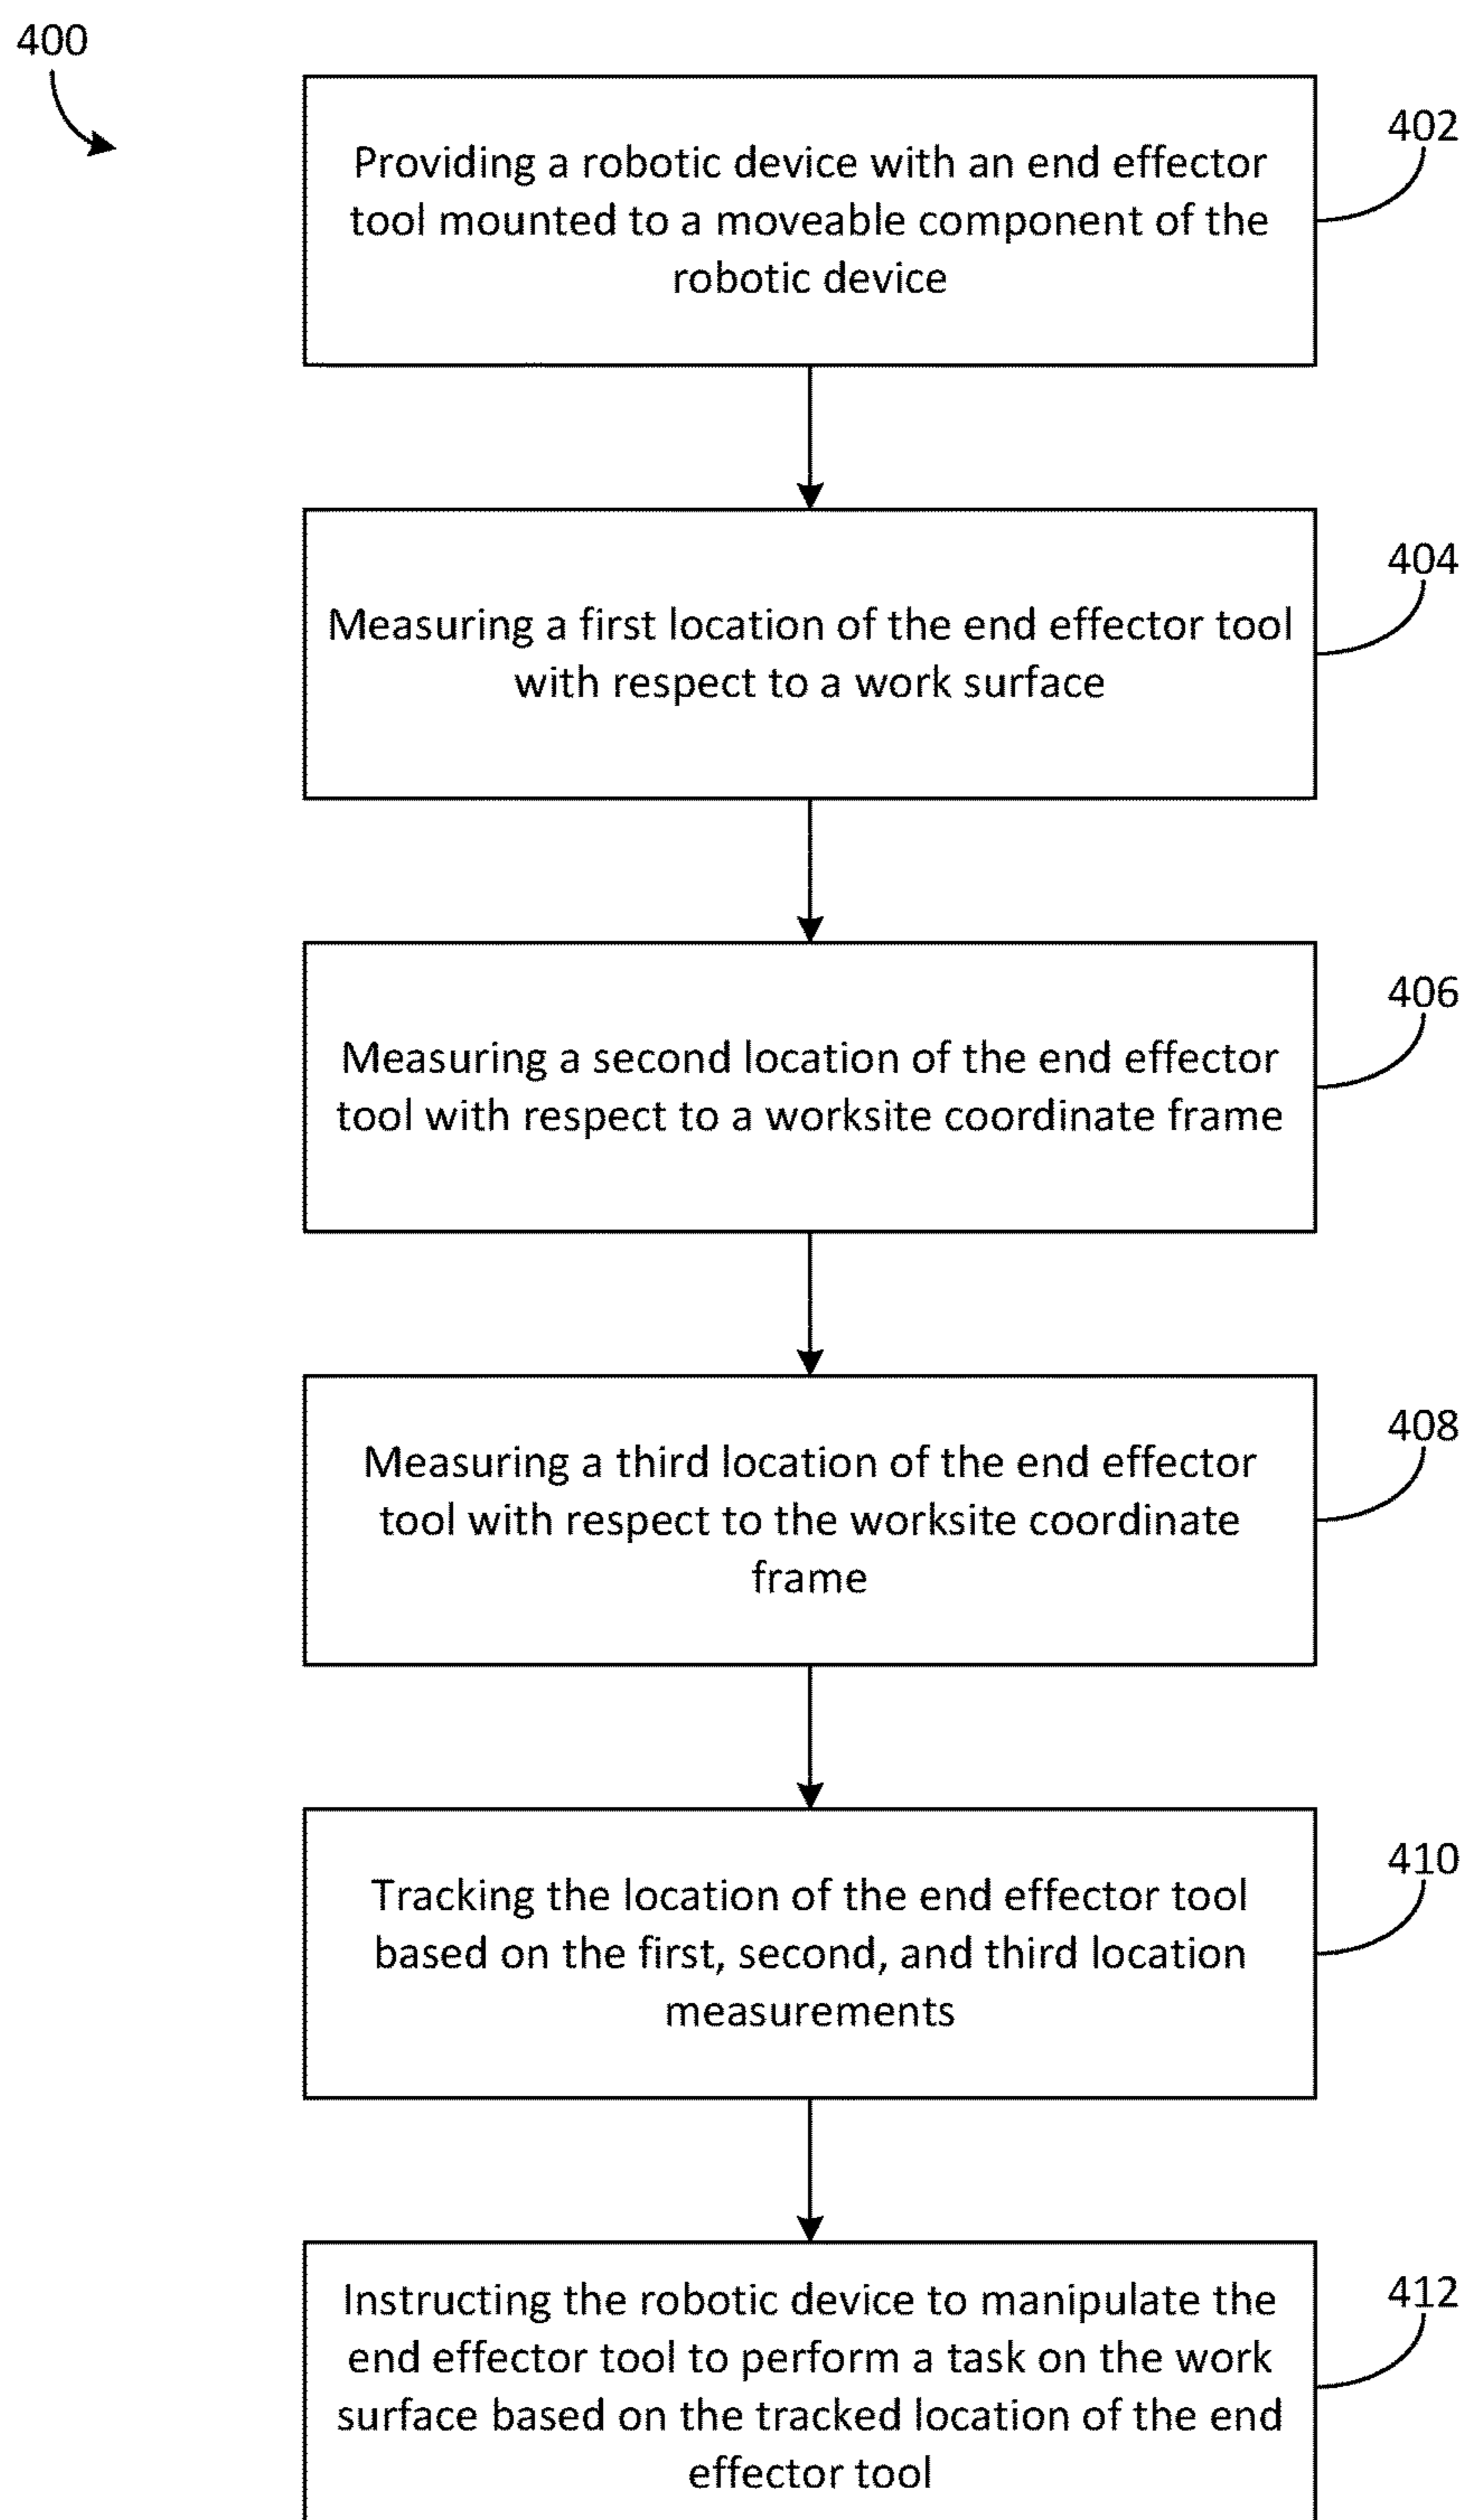 400
402
Providing a robotic device with an end effector
tool mounted to a moveable component of the
robotic device
404
Measuring a first location of the end effector tool
with respect to a work surface
406
Measuring a second location of the end effector
tool with respect to a worksite coordinate frame
408
Measuring a third location of the end effector
tool with respect to the worksite coordinate
frame
410
Tracking the location of the end effector tool
based on the first, second, and third location
measurements
412
Instructing the robotic device to manipulate the
end effector tool to perform a task on the work
surface based on the tracked location of the end
effector tool